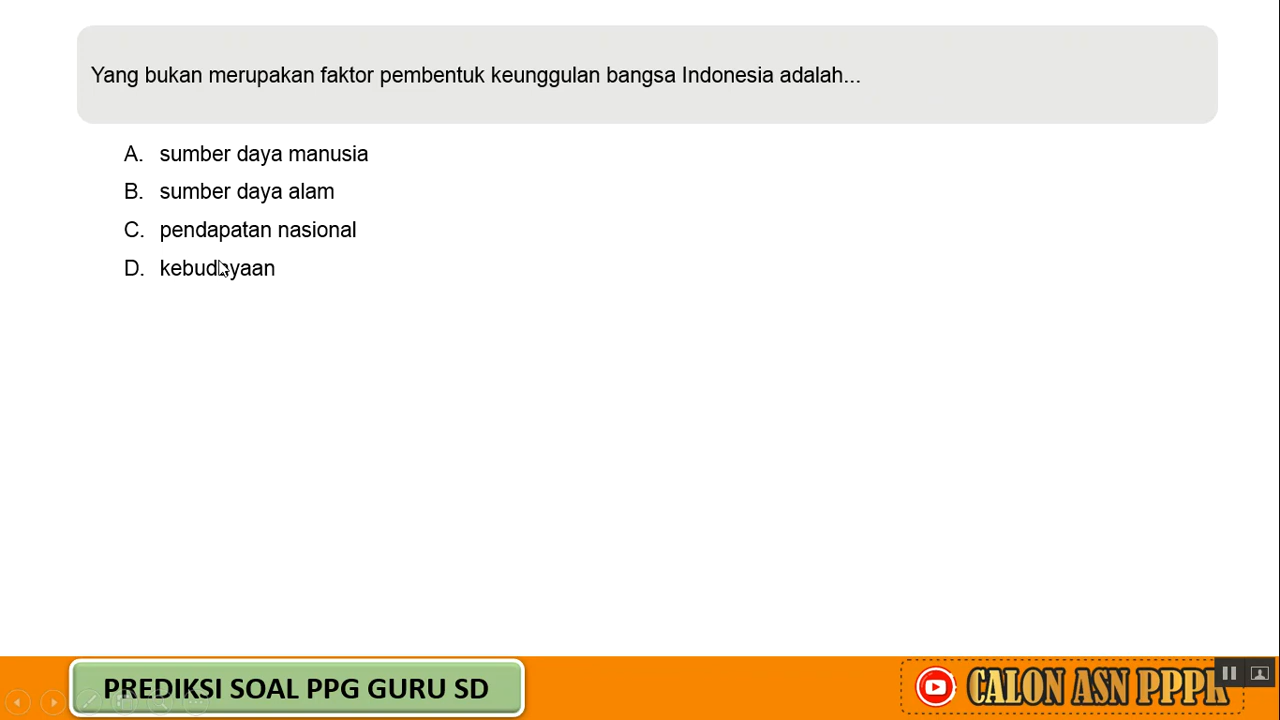 Yang bukan merupakan faktor pembentuk keunggulan bangsa Indonesia adalah...
A. sumber daya manusia
B. sumber daya alam
C. pendapatan nasional
D. kebudayaan
PREDIKSI SOAL PPG GURU SD
CALON ASN PPPK